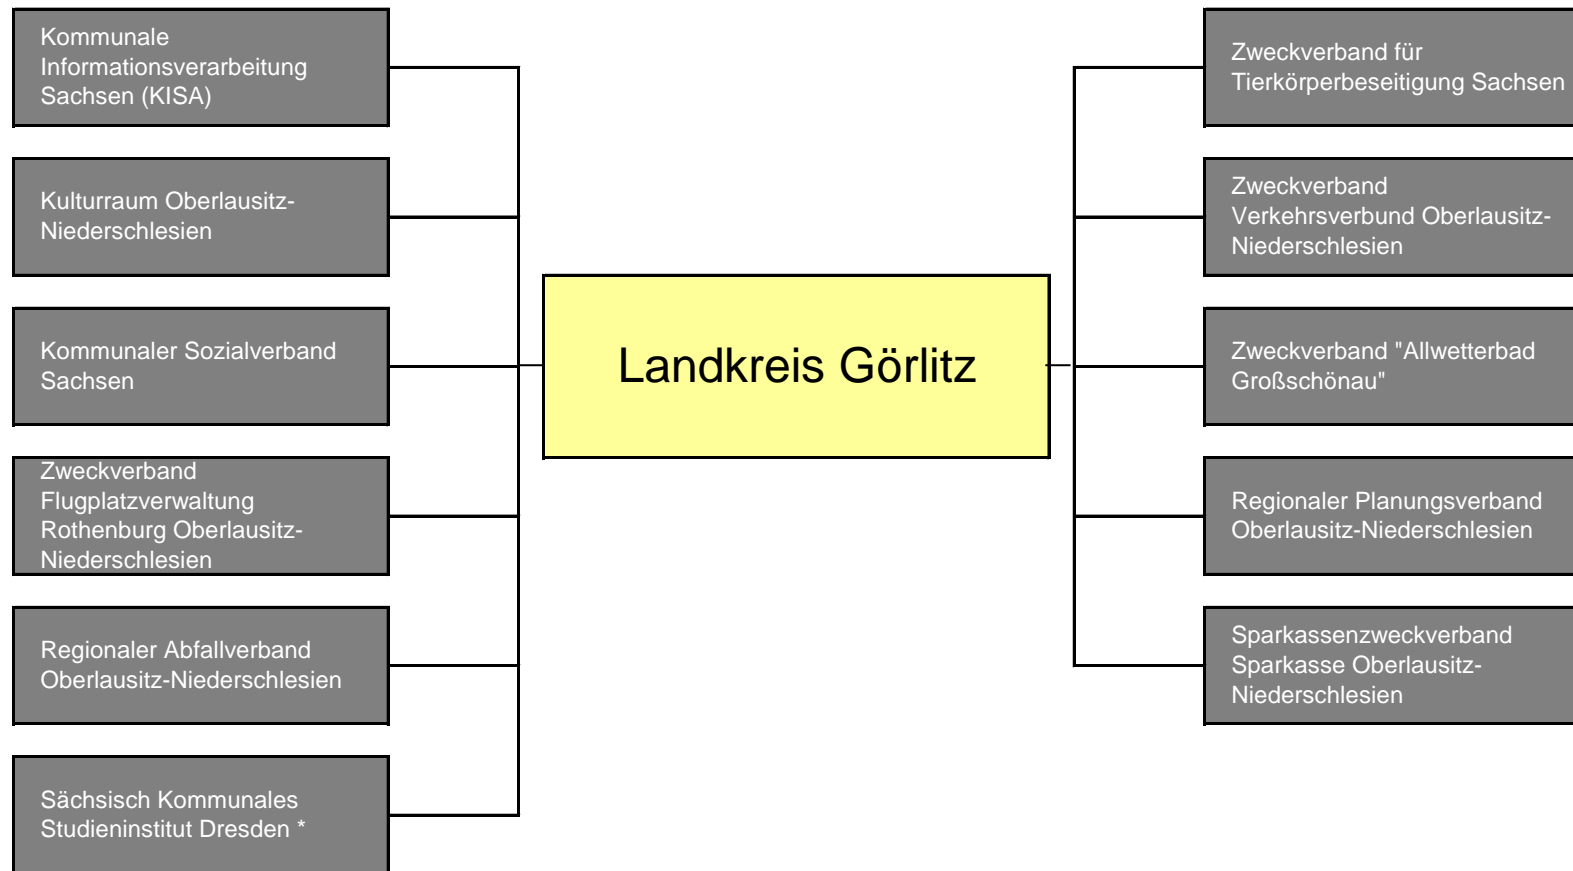 Kommunale
Informationsverarbeitung
Sachsen (KISA)
Kulturraum Oberlausitz-
Niederschlesien
Kommunaler Sozialverband
Sachsen
Zweckverband
Flugplatzverwaltung
Rothenburg Oberlausitz-
Niederschlesien
Regionaler Abfallverband
Oberlausitz-Niederschlesien
Sächsisch Kommunales
Studieninstitut Dresden *
Landkreis Görlitz
Zweckverband für
Tierkörperbeseitigung Sachsen
Zweckverband
Verkehrsverbund Oberlausitz-
Niederschlesien
Zweckverband "Allwetterbad
Großschönau"
Regionaler Planungsverband
Oberlausitz-Niederschlesien
Sparkassenzweckverband
Sparkasse Oberlausitz-
Niederschlesien